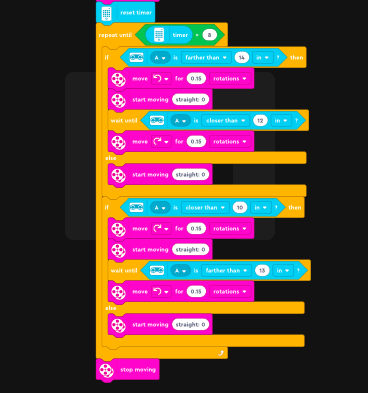 reset timer
repeat until timer = 8
if A is farther than 14 in ? then
move for 0.15 rotations
start moving straight: 0
wait until A is closer than 12 in ?
move for 0.15 rotations
else
start moving straight: 0
if A is closer than 10 in ? then
move for 0.15 rotations
start moving straight: 0
wait until A is farther than 13 in ?
move for 0.15 rotations
else
start moving straight: 0
stop moving